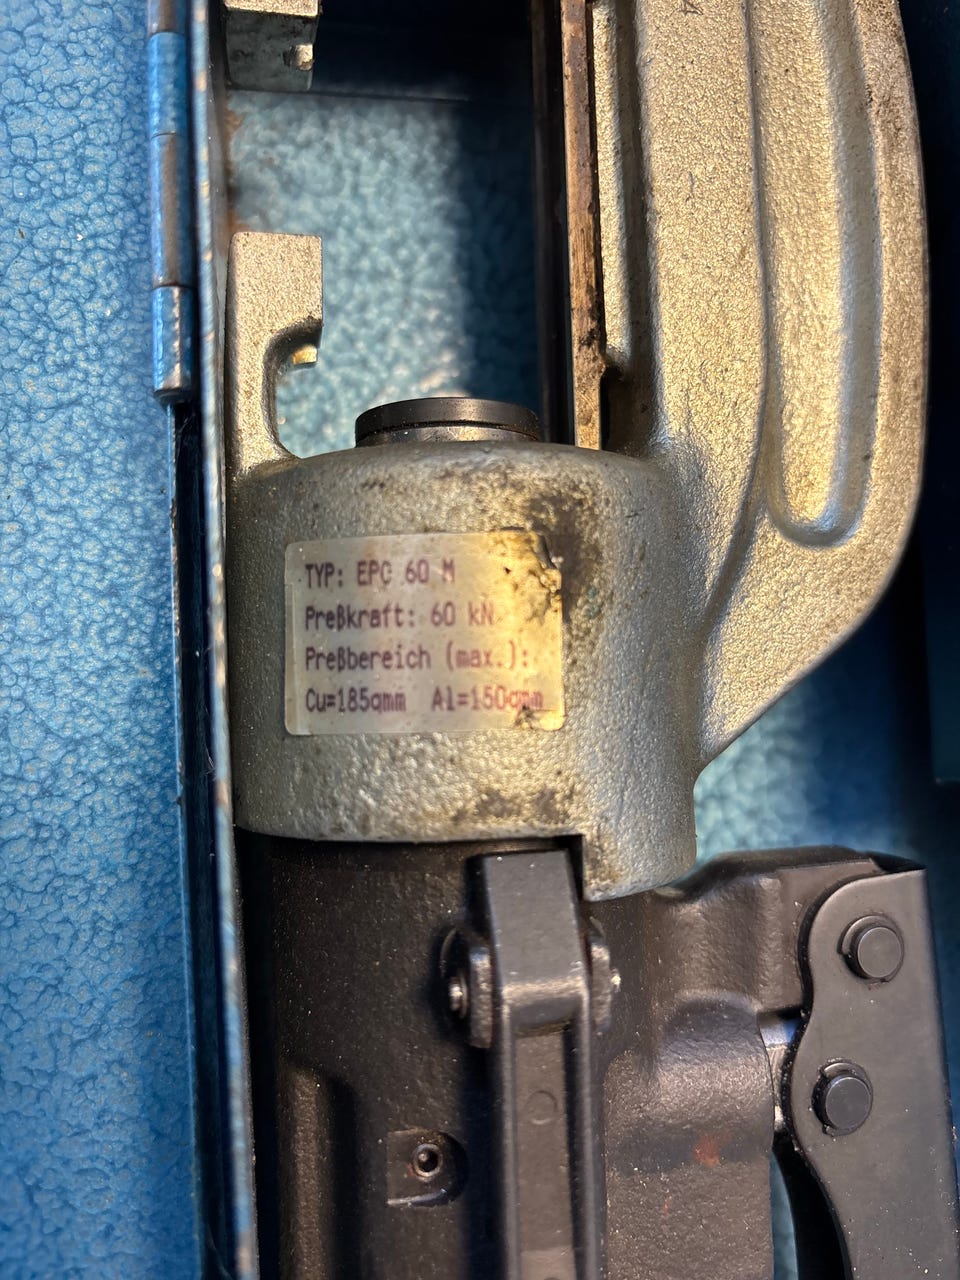 TYP: EPC 60 M
Preßkraft: 60 kN
Preßbereich (max.):
Cu=185qmm Al=150qmm